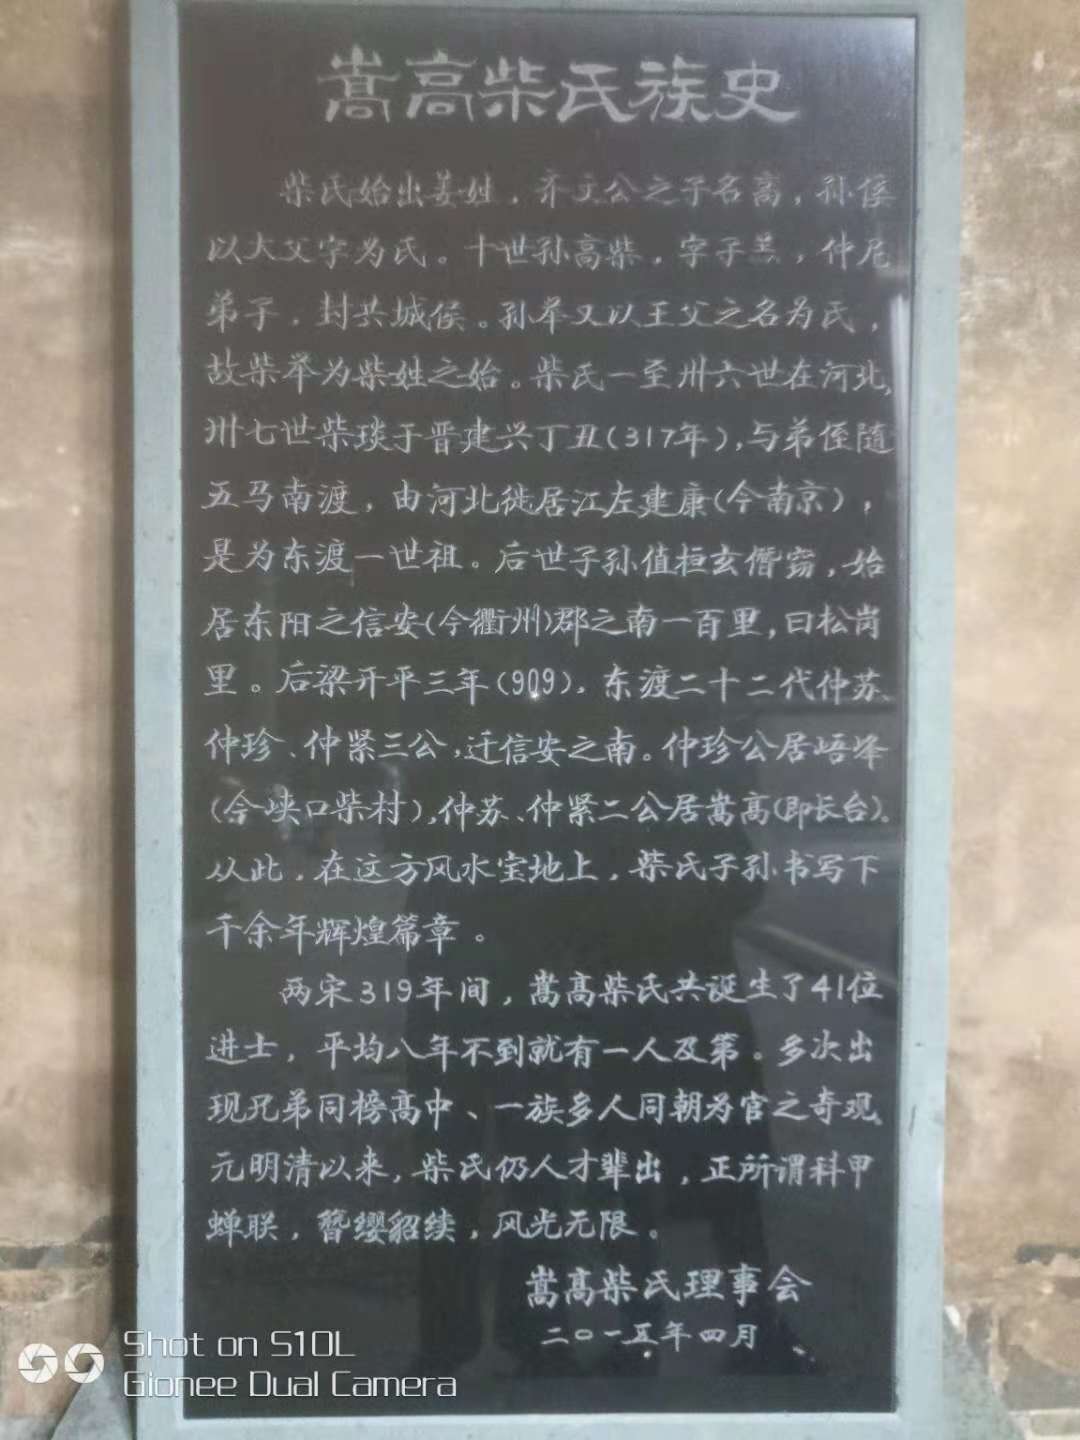 嵩高柴氏族史
柴氏始出姜姓，齐文公之子名高，孙傒
以大父字为氏。十世孙高柴，字子羔，仲尼
弟子，封共城侯。孙举又以王父之名为氏，
故柴举为柴姓之始。柴氏一至卅六世在河北，
卅七世柴琰于晋建兴丁丑(317年)，与弟侄随
五马南渡，由河北徙居江左建康(今南京)，
是为东渡一世祖。后世子孙值桓玄僭窃，始
居东阳之信安(今衢州)郡之南一百里，曰松岗
里。后梁开平三年(909)，东渡二十二代仲苏、
仲珍、仲紧三公，迁信安之南。仲珍公居峿峰
(今峡口柴村)，仲苏、仲紧二公居嵩高(即长台)。
从此，在这方风水宝地上，柴氏子孙书写下
千余年辉煌篇章。
两宋319年间，嵩高柴氏共诞生了41位
进士，平均八年不到就有一人及第。多次出
现兄弟同榜高中、一族多人同朝为官之奇观。
元明清以来，柴氏仍人才辈出，正所谓科甲
蝉联，簪缨貂续，风光无限。
嵩高柴氏理事会
二〇一五年四月
Shot on S10L
Gionee Dual Camera